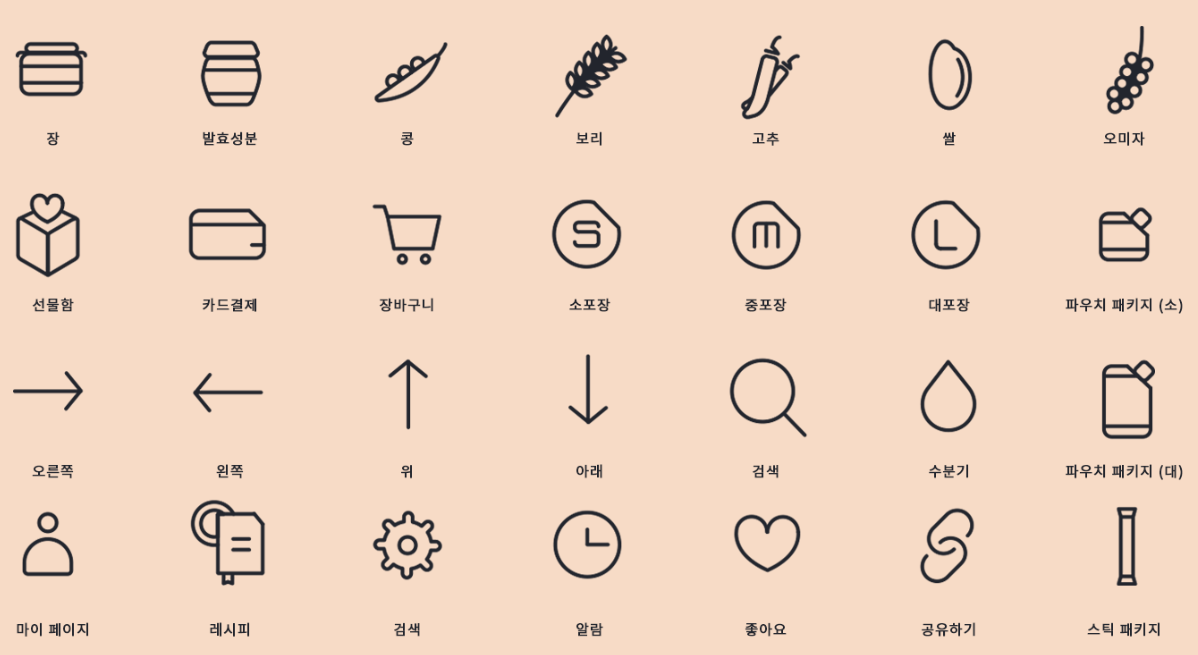 장
발효성분
콩
보리
고추
쌀
오미자
S
m
L
선물함
카드결제
장바구니
소포장
중포장
대포장
파우치 패키지 (소)
오른쪽
왼쪽
위
아래
검색
수분기
파우치 패키지 (대)
마이 페이지
레시피
검색
알람
좋아요
공유하기
스틱 패키지